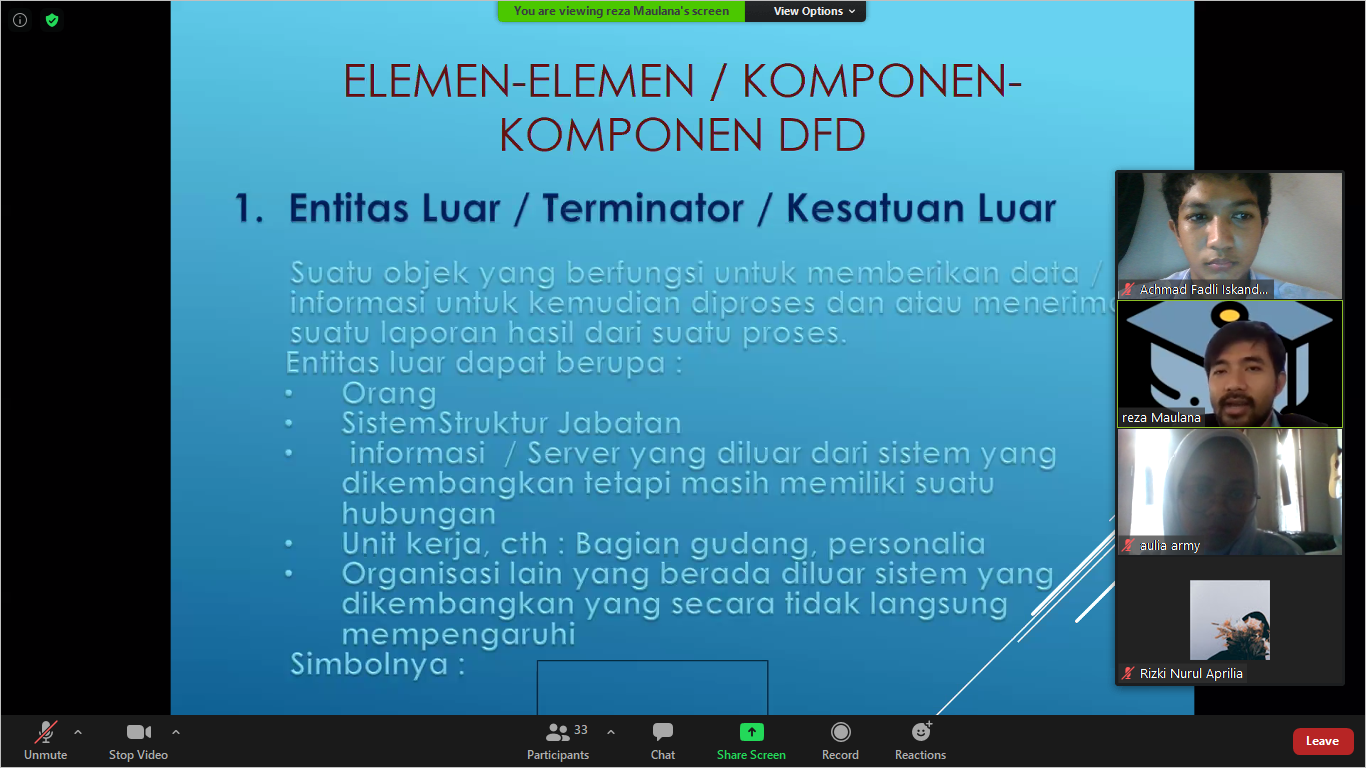 You are viewing reza Maulana's screen
View Options
ELEMEN-ELEMEN / KOMPONEN-
KOMPONEN DFD
1. Entitas Luar / Terminator / Kesatuan Luar
Suatu objek yang berfungsi untuk memberikan data /
informasi untuk kemudian diproses dan atau menerima
suatu laporan hasil dari suatu proses.
Entitas luar dapat berupa :
• Orang
• SistemStruktur Jabatan
• informasi / Server yang diluar dari sistem yang
dikembangkan tetapi masih memiliki suatu
hubungan
• Unit kerja, cth : Bagian gudang, personalia
• Organisasi lain yang berada diluar sistem yang
dikembangkan yang secara tidak langsung
mempengaruhi
Simbolnya :
Achmad Fadli Iskand...
reza Maulana
aulia army
Rizki Nurul Aprilia
Unmute
Stop Video
33
Participants
Chat
Share Screen
Record
Reactions
Leave